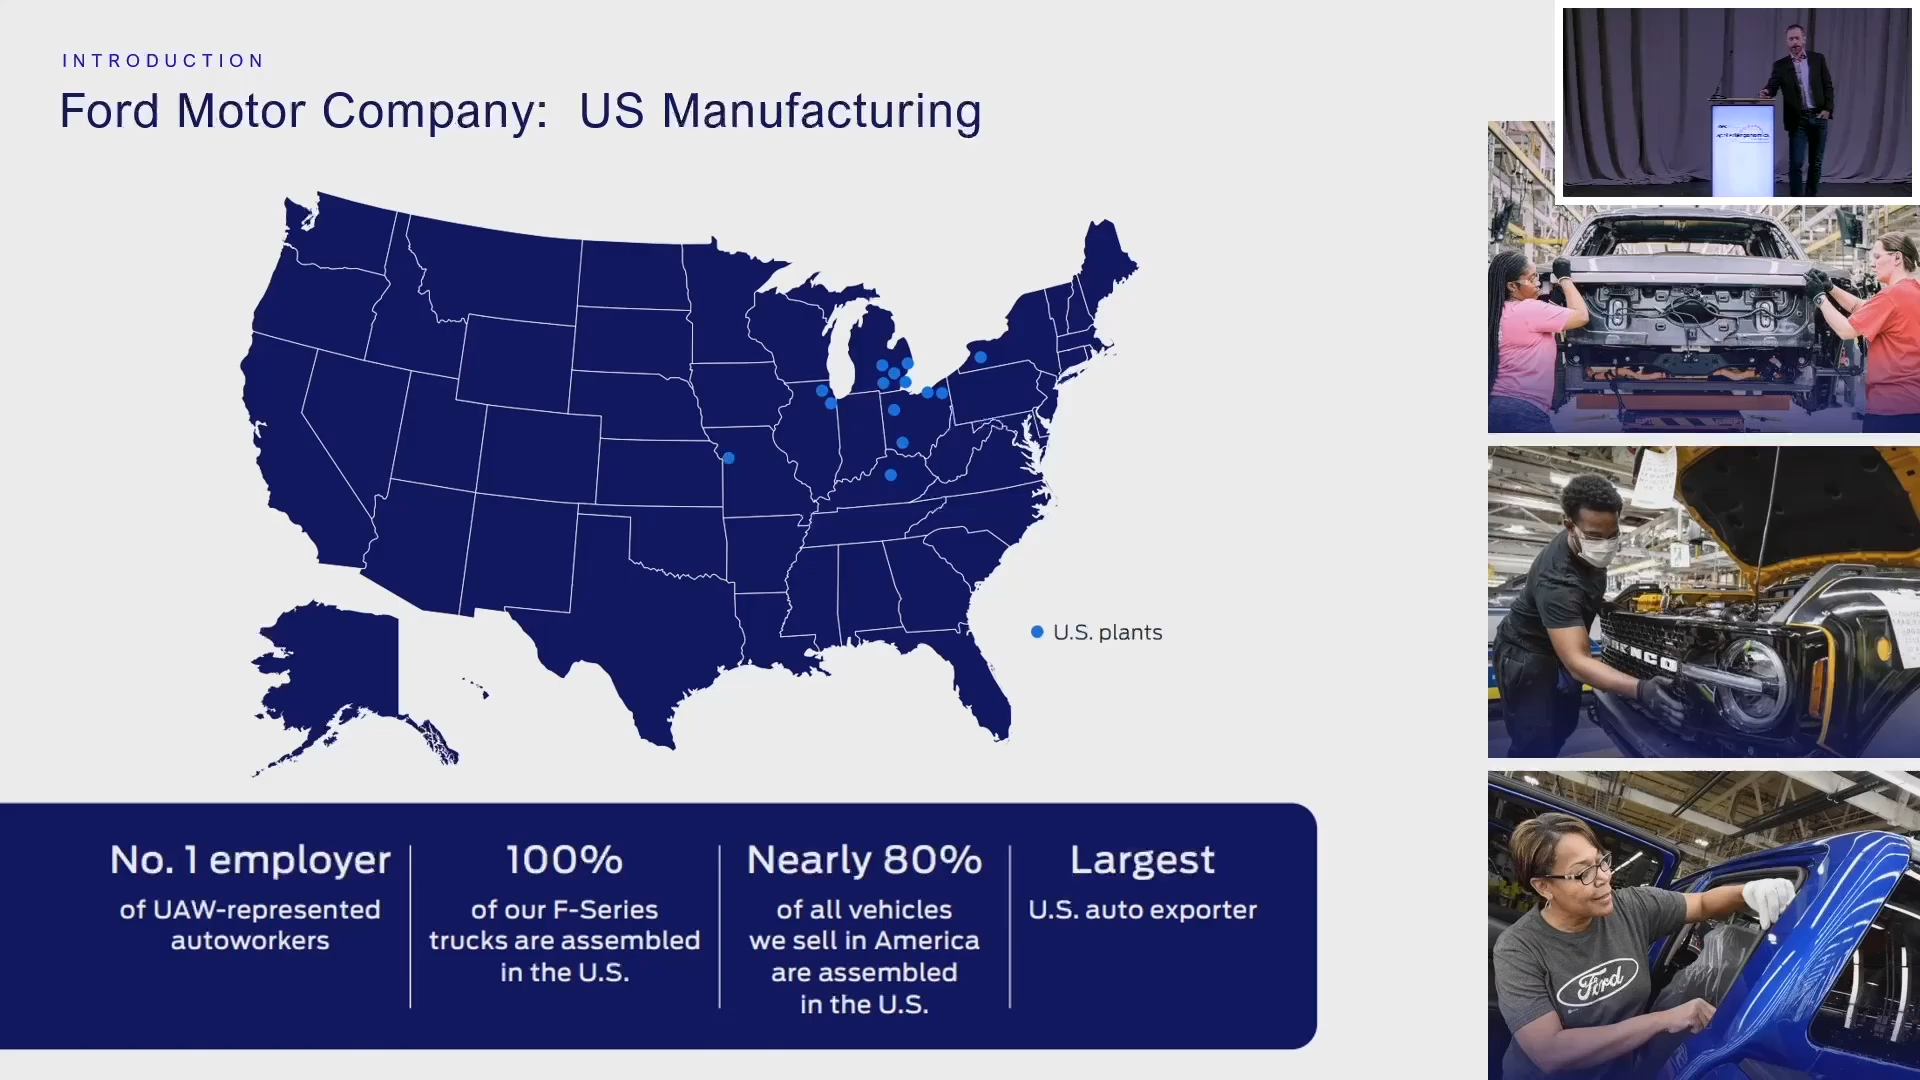 INTRODUCTION
Ford Motor Company: US Manufacturing
U.S. plants
No. 1 employer
of UAW-represented
autoworkers
100%
of our F-Series
trucks are assembled
in the U.S.
Nearly 80%
of all vehicles
we sell in America
are assembled
in the U.S.
Largest
U.S. auto exporter
Ford